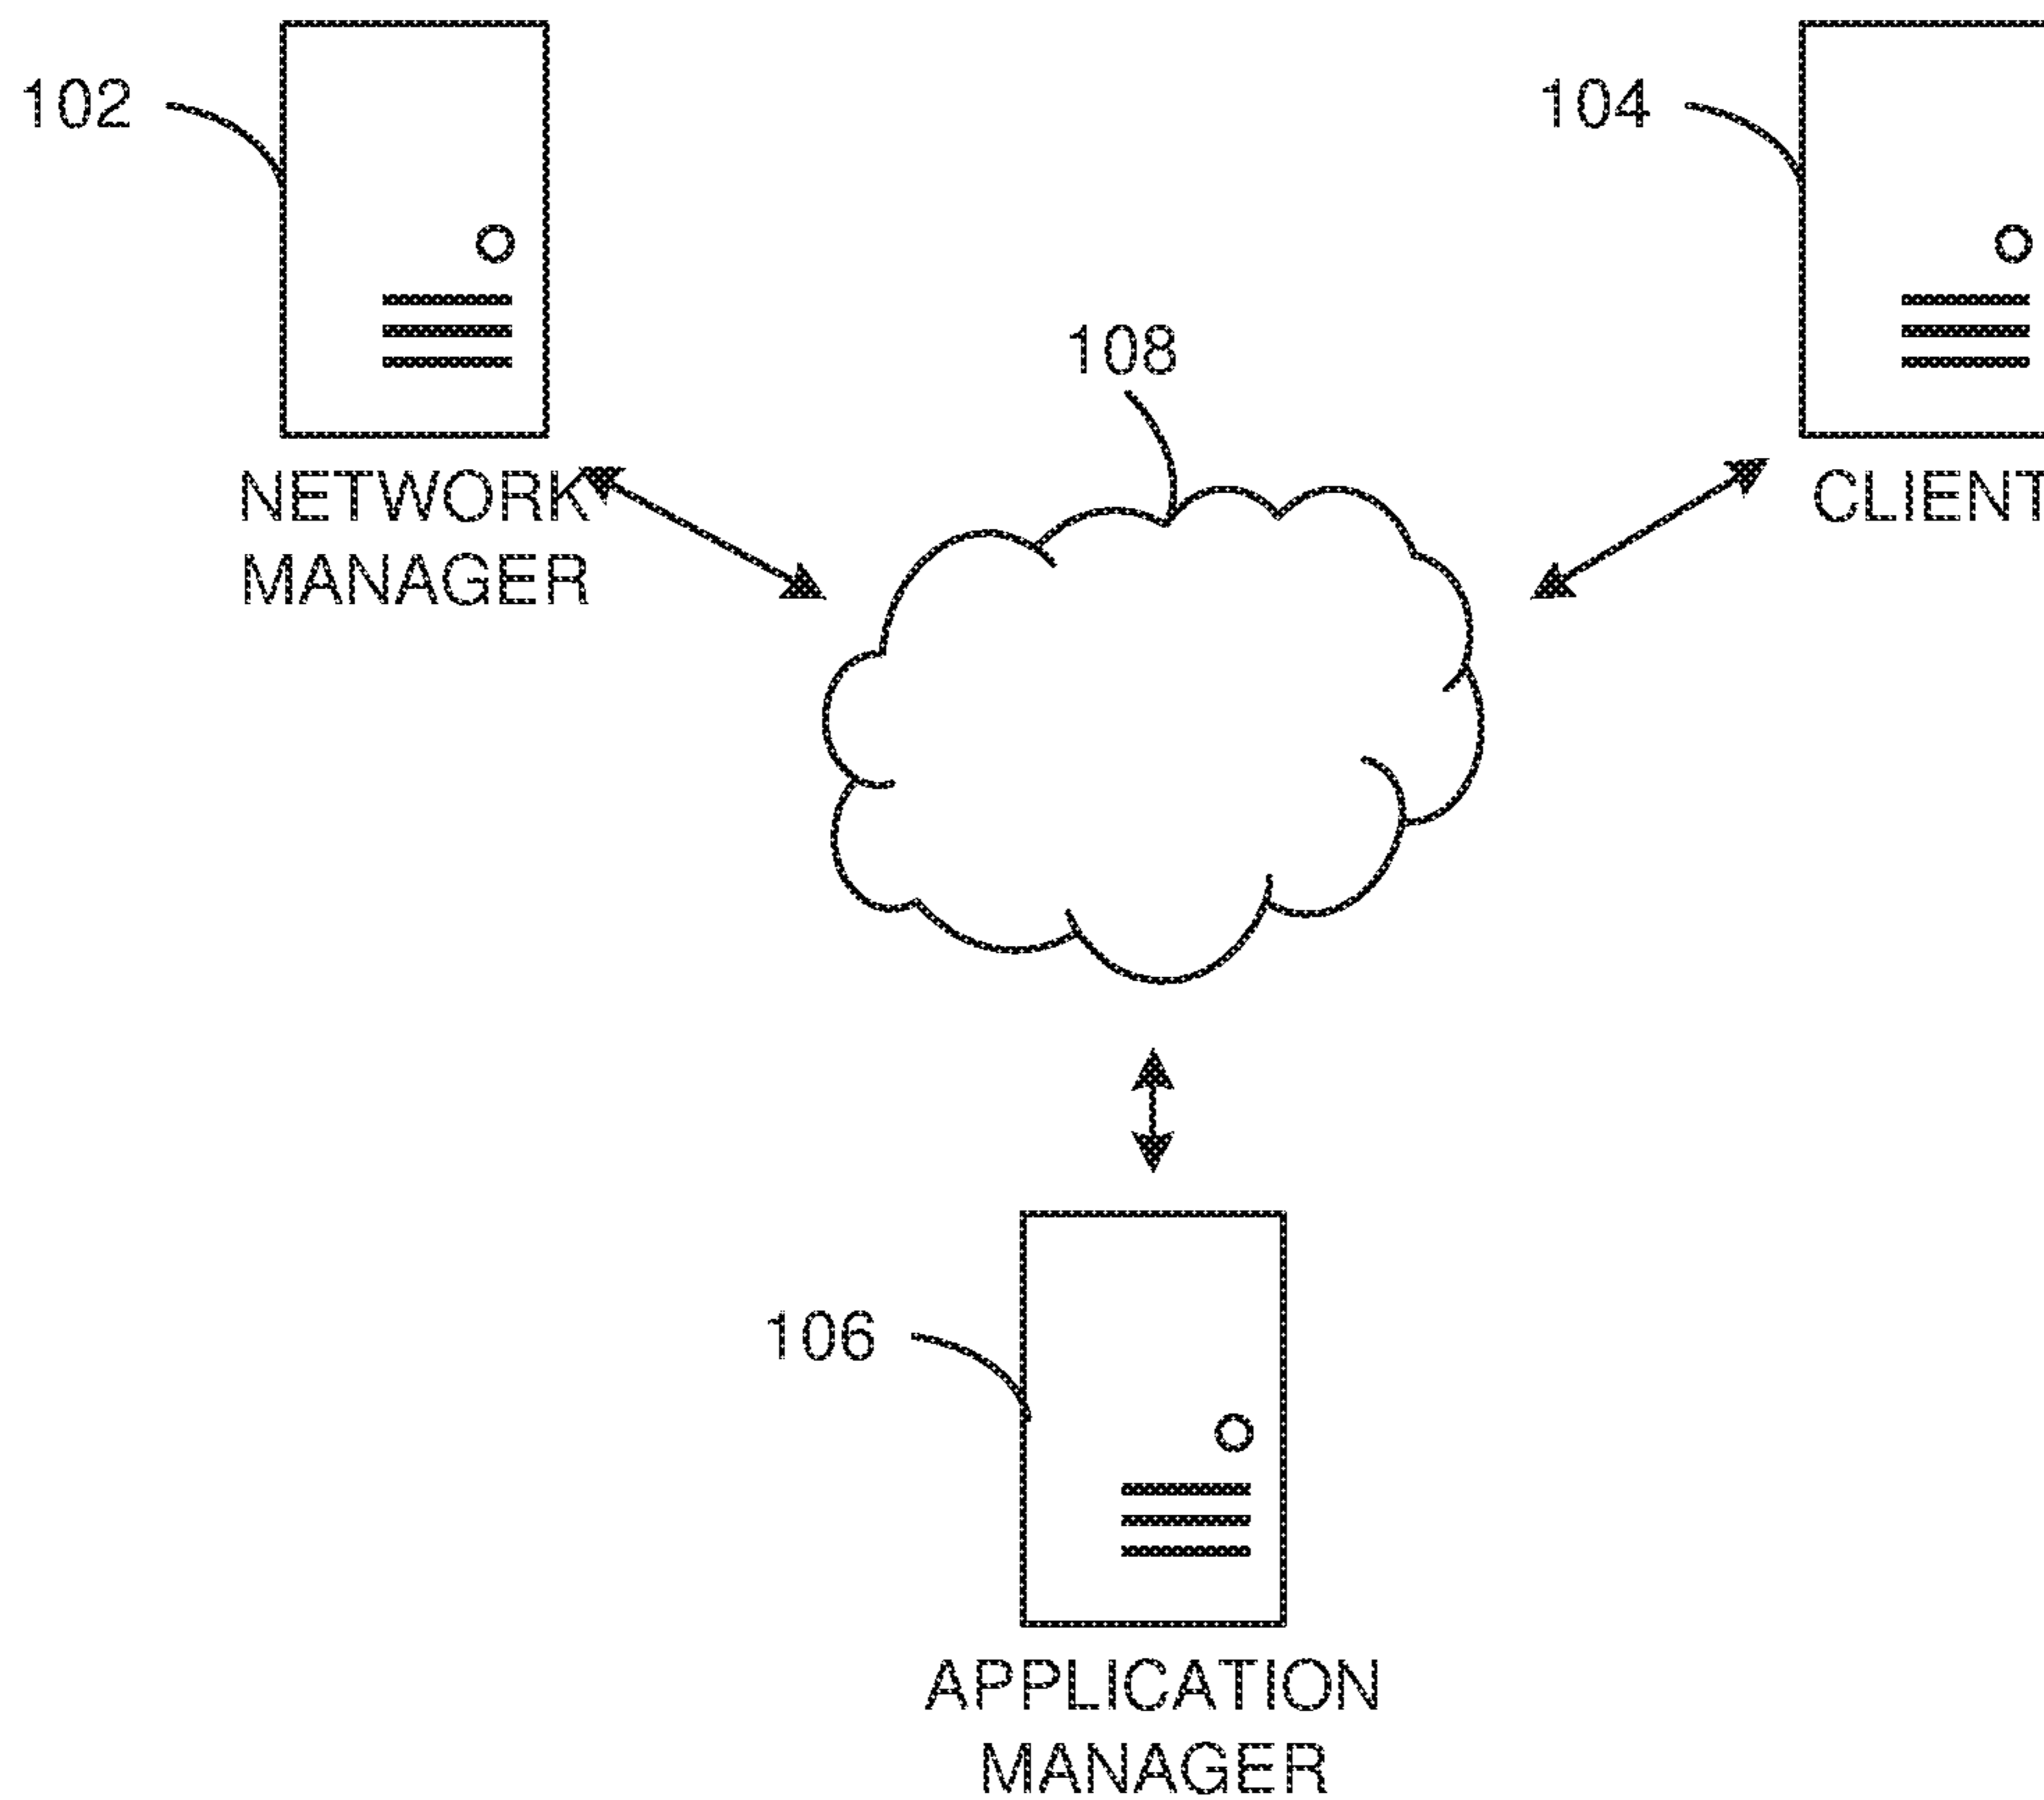 102
104
108
NETWORK
MANAGER
CLIENT
106
APPLICATION
MANAGER